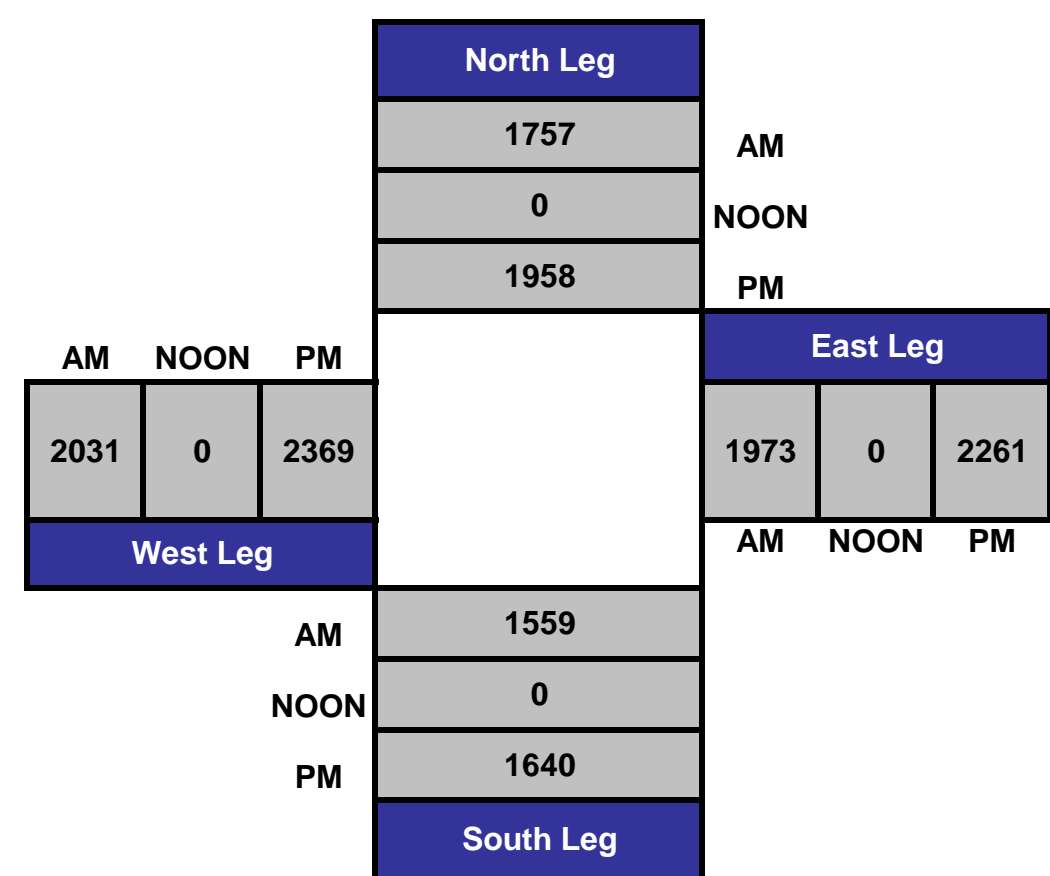 North Leg
1757 AM
0 NOON
1958 PM
East Leg
AM NOON PM
2031 0 2369
1973 0 2261
West Leg
AM NOON PM
AM 1559
NOON 0
PM 1640
South Leg